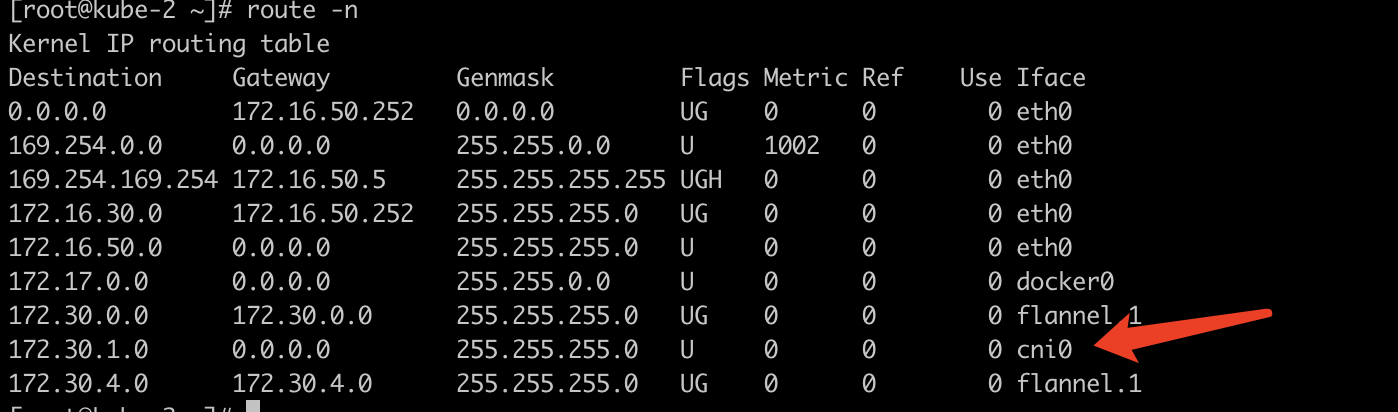 [root@kube-2 ~]# route -n
Kernel IP routing table
Destination     Gateway         Genmask         Flags Metric Ref    Use Iface
0.0.0.0         172.16.50.252   0.0.0.0         UG    0      0        0 eth0
169.254.0.0     0.0.0.0         255.255.0.0     U     1002   0        0 eth0
169.254.169.254 172.16.50.5     255.255.255.255 UGH   0      0        0 eth0
172.16.30.0     172.16.50.252   255.255.255.0   UG    0      0        0 eth0
172.16.50.0     0.0.0.0         255.255.255.0   U     0      0        0 eth0
172.17.0.0      0.0.0.0         255.255.255.0   U     0      0        0 docker0
172.30.0.0      172.30.0.0      255.255.255.0   UG    0      0        0 flannel.1
172.30.1.0      0.0.0.0         255.255.255.0   U     0      0        0 cni0
172.30.4.0      172.30.4.0      255.255.255.0   UG    0      0        0 flannel.1
[root@kube-2 ~]#